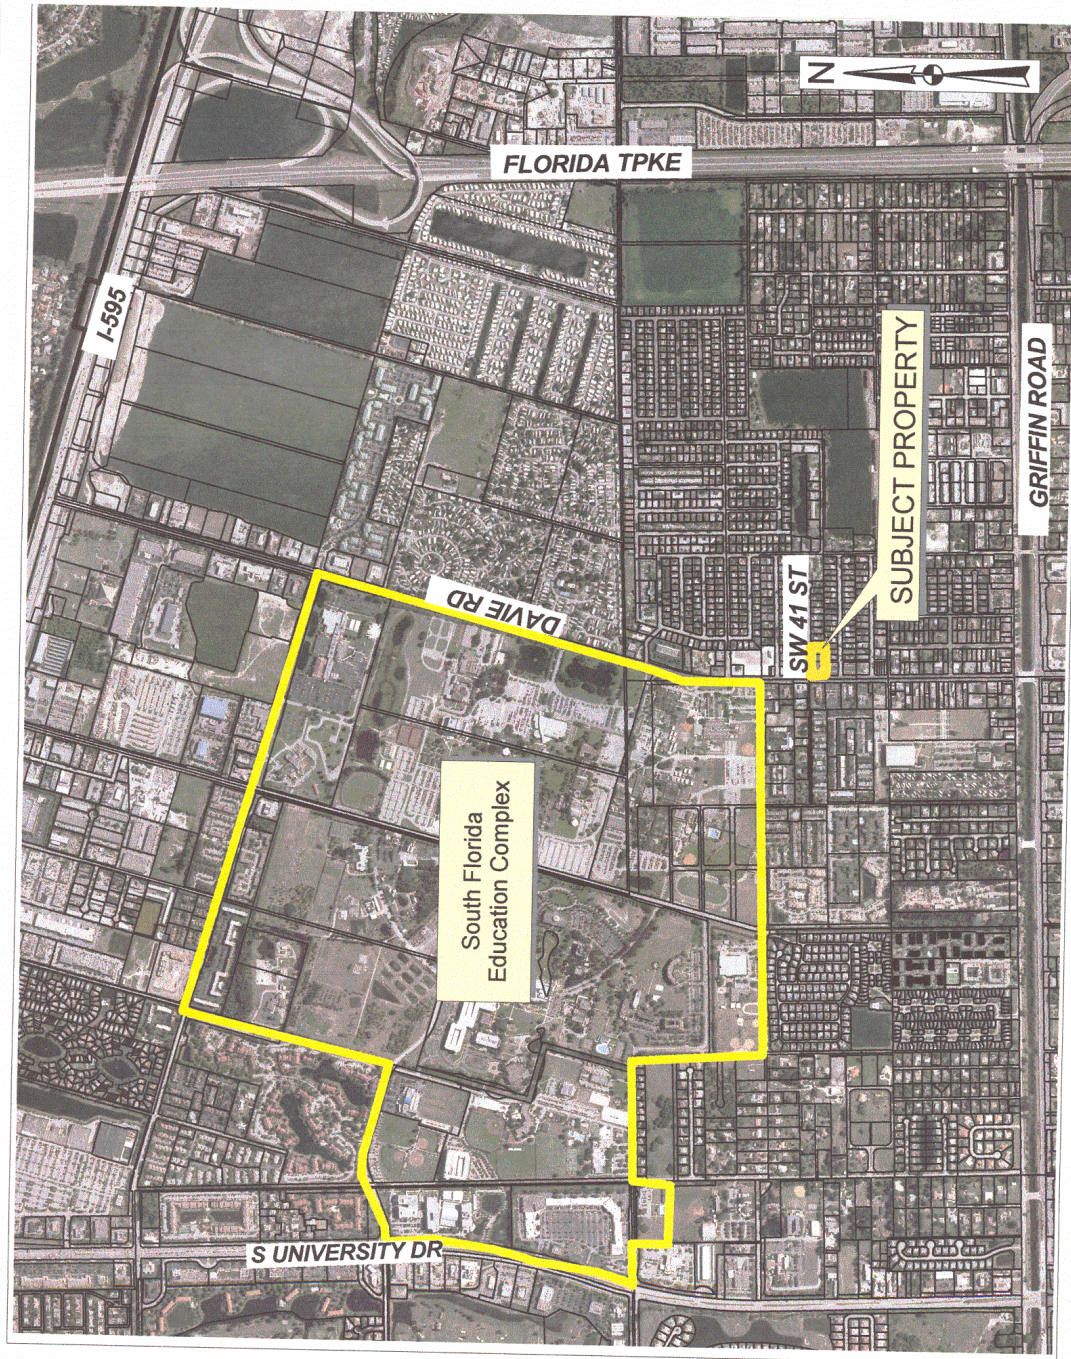 I-595
FLORIDA TPKE
N
S UNIVERSITY DR
South Florida
Education Complex
DAVIE RD
SW 41 ST
SUBJECT PROPERTY
GRIFFIN ROAD